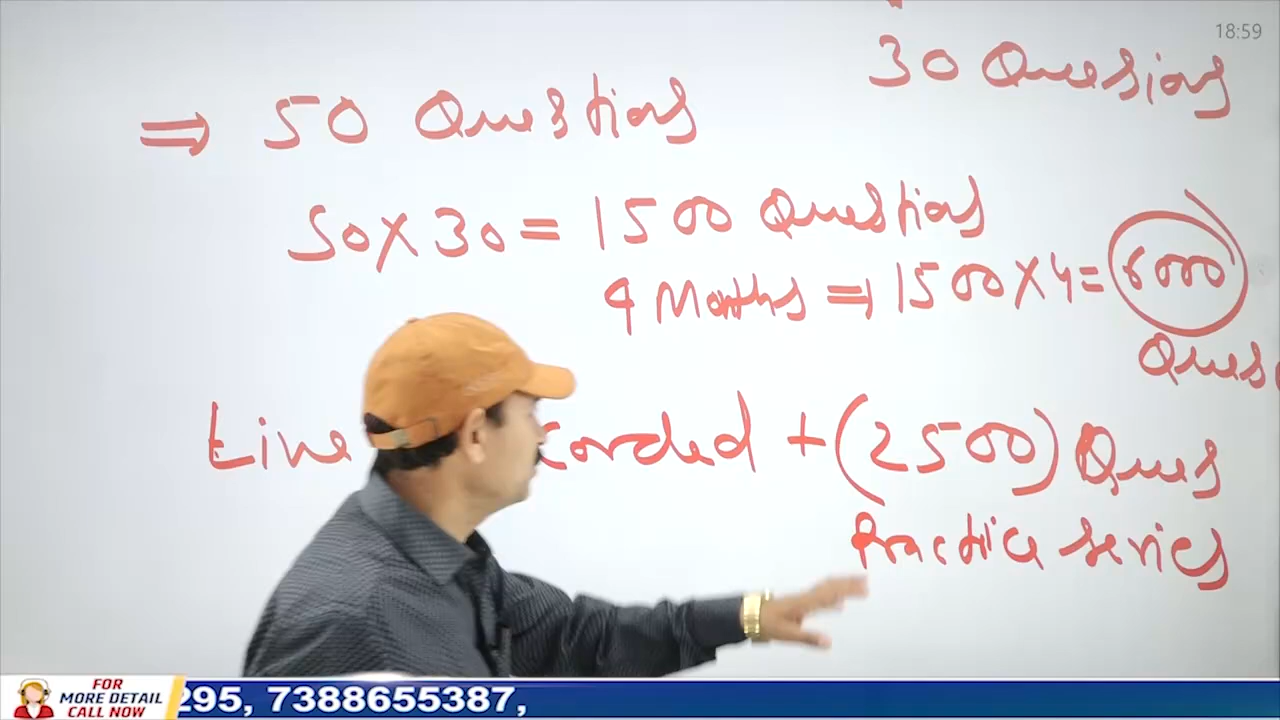 18:59
30 Questions
⇒ 50 Questions
50 X 30 = 1500 Questions
4 Months ⇒ 1500 X 4 = 6000
Ques
Live + (2500) Ques
Practice series
FOR
MORE DETAIL
CALL NOW
295, 7388655387,